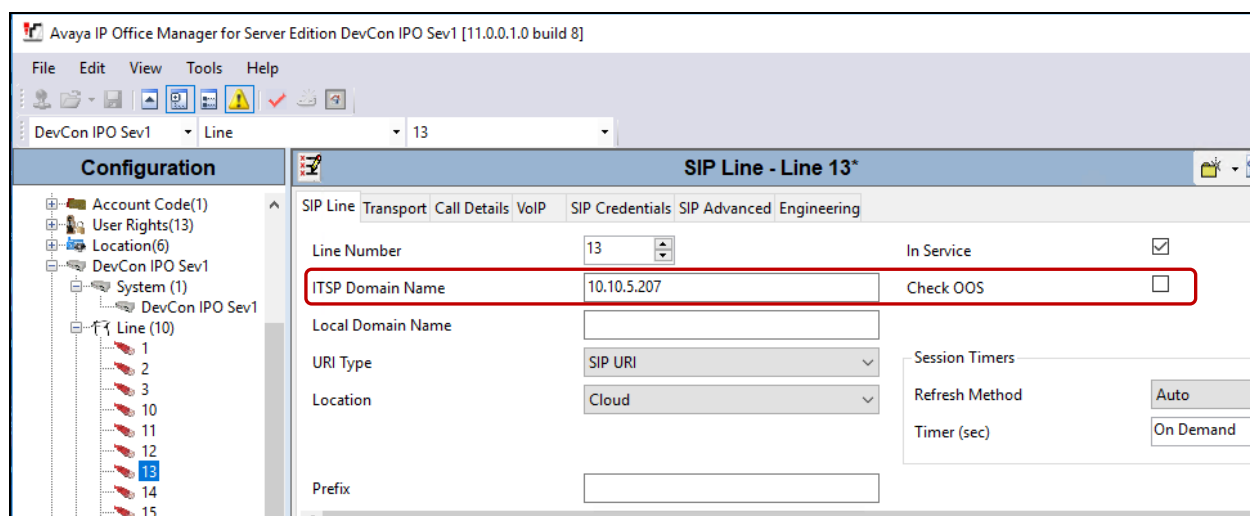 Avaya IP Office Manager for Server Edition DevCon IPO Sev1 [11.0.0.1.0 build 8]
File Edit View Tools Help
DevCon IPO Sev1 Line 13
Configuration
SIP Line - Line 13*
Account Code(1)
User Rights(13)
Location(6)
DevCon IPO Sev1
System (1)
DevCon IPO Sev1
Line (10)
1
2
3
10
11
12
13
14
15
SIP Line Transport Call Details VoIP SIP Credentials SIP Advanced Engineering
Line Number 13 In Service
ITSP Domain Name 10.10.5.207 Check OOS
Local Domain Name
URI Type SIP URI Session Timers
Location Cloud Refresh Method Auto
Timer (sec) On Demand
Prefix